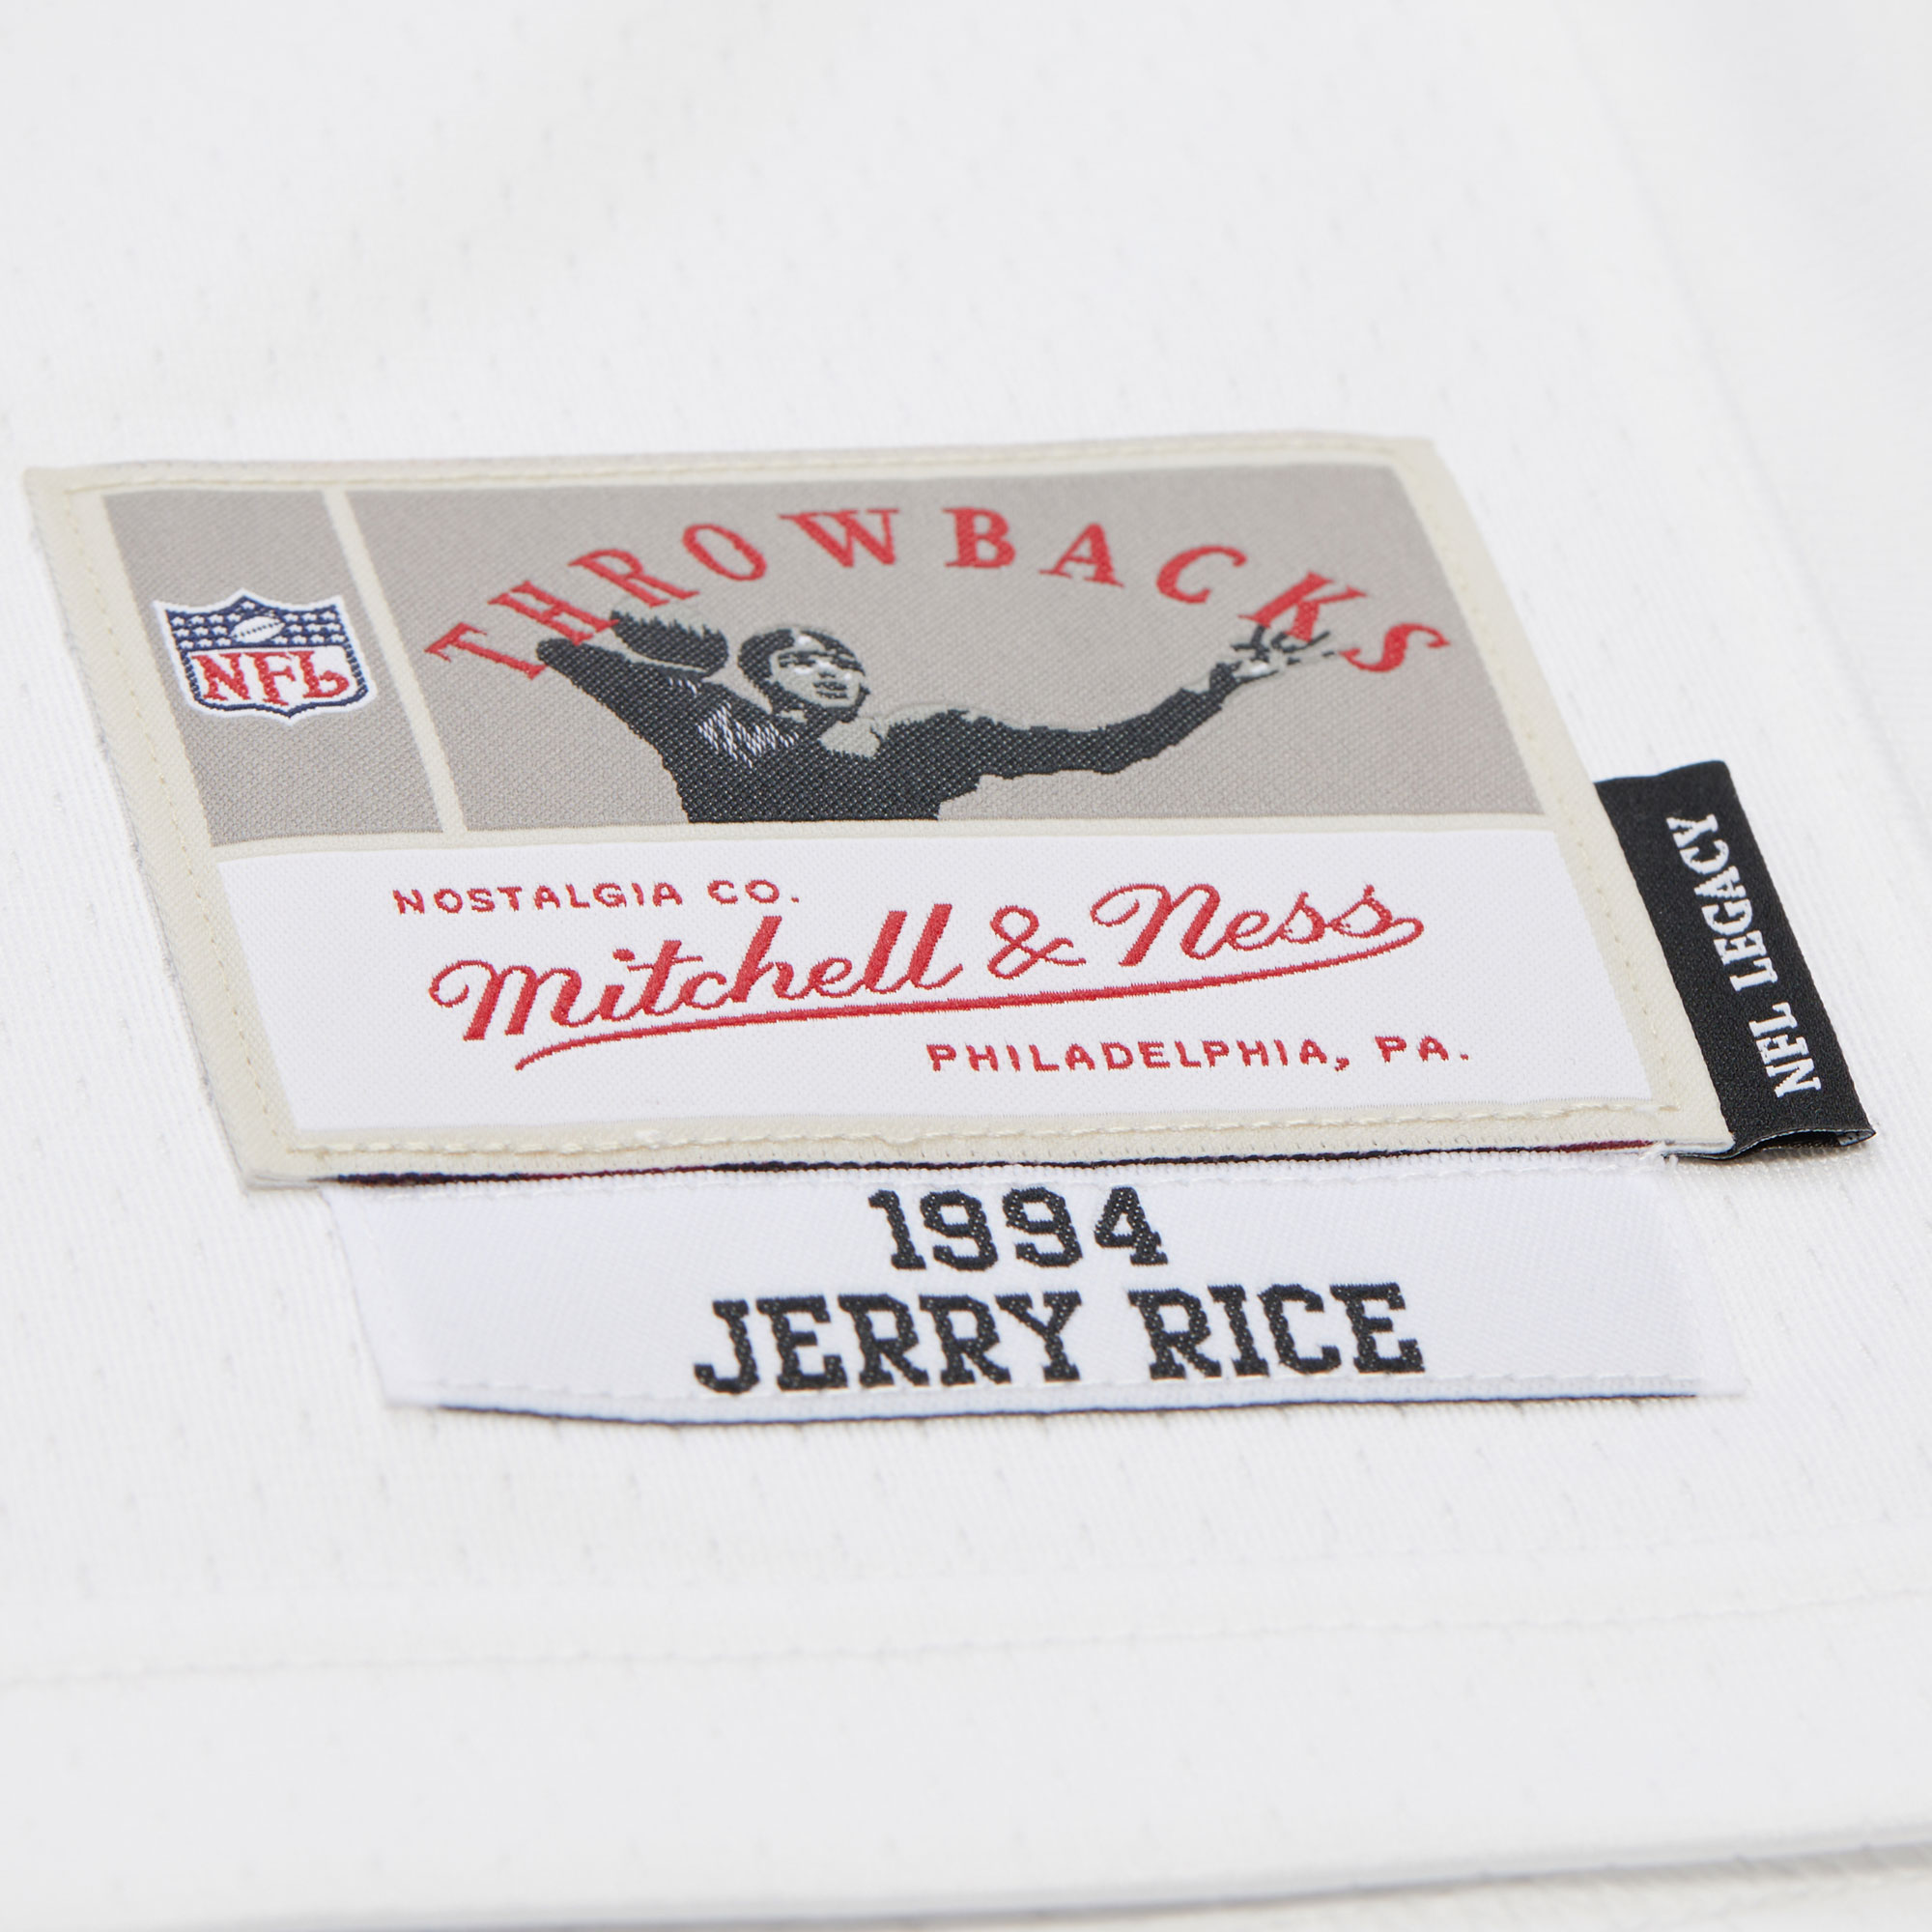 THROWBACKS
NFL
NOSTALGIA CO.
Mitchell & Ness
PHILADELPHIA, PA.
NFL LEGACY
1994
JERRY RICE